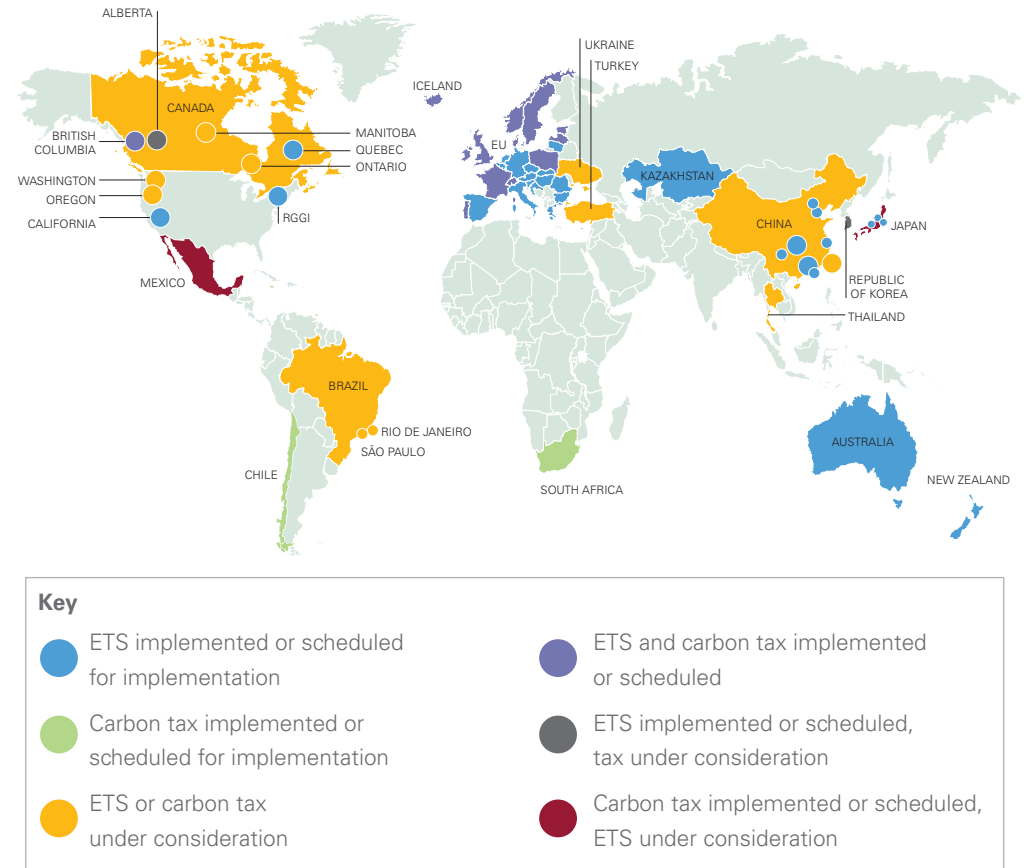 ALBERTA
UKRAINE
TURKEY
ICELAND
CANADA
BRITISH
COLUMBIA
MANITOBA
QUEBEC
ONTARIO
EU
WASHINGTON
OREGON
CALIFORNIA
RGGI
KAZAKHSTAN
CHINA
JAPAN
MEXICO
REPUBLIC
OF KOREA
THAILAND
BRAZIL
RIO DE JANEIRO
SÃO PAULO
CHILE
SOUTH AFRICA
AUSTRALIA
NEW ZEALAND
Key
ETS implemented or scheduled
for implementation
Carbon tax implemented or
scheduled for implementation
ETS or carbon tax
under consideration
ETS and carbon tax implemented
or scheduled
ETS implemented or scheduled,
tax under consideration
Carbon tax implemented or scheduled,
ETS under consideration